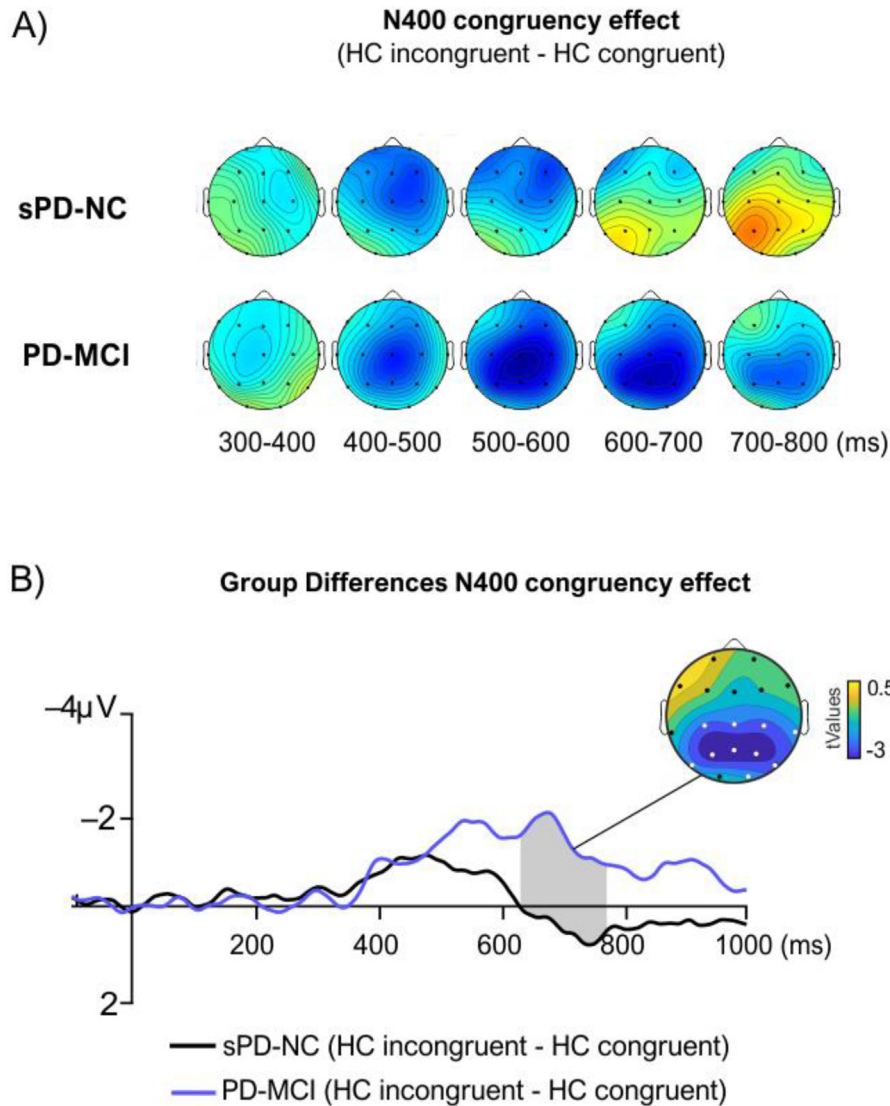 A)
N400 congruency effect
(HC incongruent - HC congruent)
sPD-NC
PD-MCI
300-400 400-500 500-600 600-700 700-800 (ms)
B)
Group Differences N400 congruency effect
0.5
tValues
-3
–4µV
–2
200 400 600 800 1000 (ms)
2
sPD-NC (HC incongruent - HC congruent)
PD-MCI (HC incongruent - HC congruent)